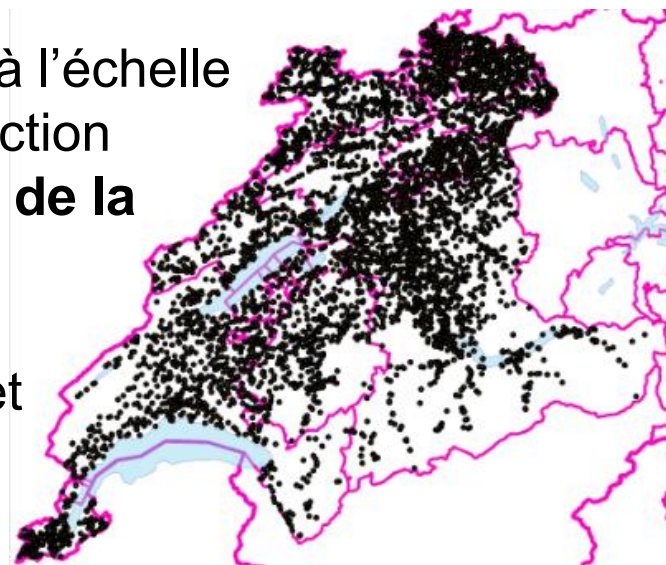 à l’échelle
ction
de la
et